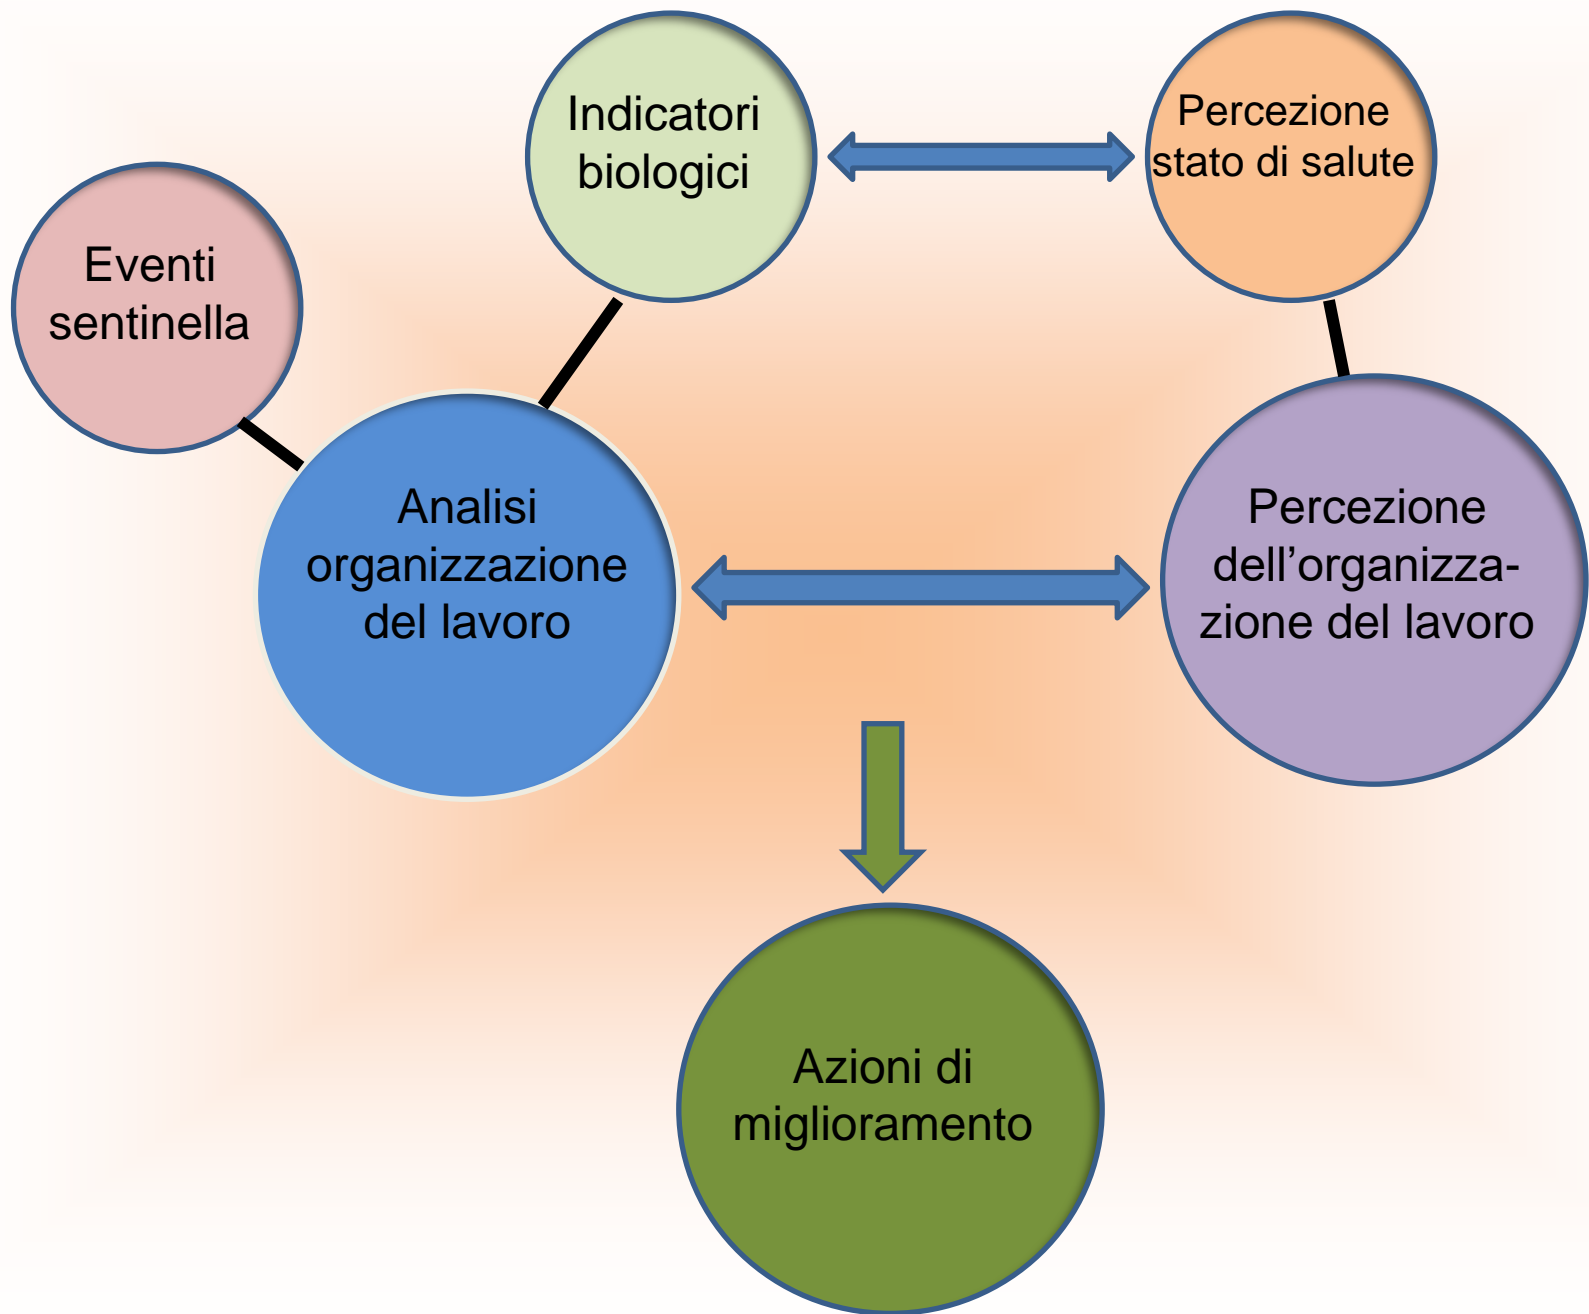 Indicatori
biologici
Percezione
stato di salute
Eventi
sentinella
Analisi
organizzazione
del lavoro
Percezione
dell’organizza-
zione del lavoro
Azioni di
miglioramento